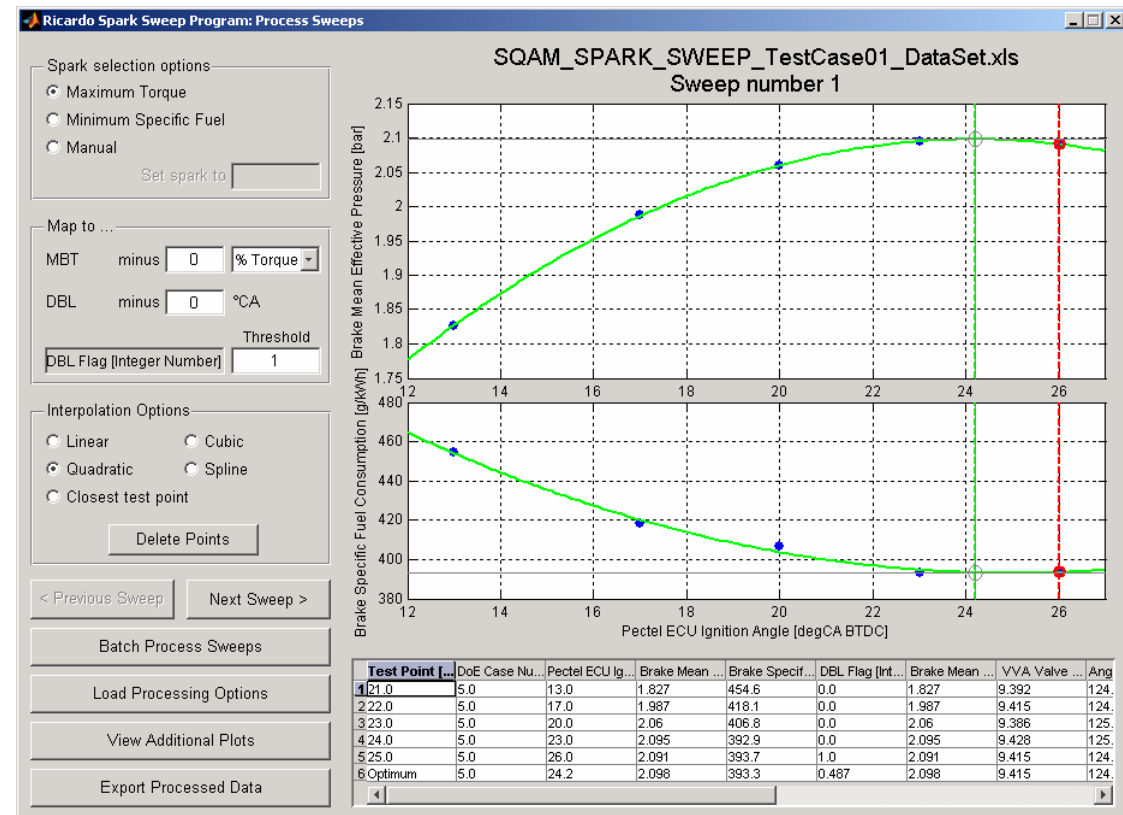 Ricardo Spark Sweep Program: Process Sweeps
Spark selection options
Maximum Torque
Minimum Specific Fuel
Manual
Set spark to
Map to ...
MBT minus 0 % Torque
DBL minus 0 °CA
Threshold
DBL Flag [Integer Number] 1
Interpolation Options
Linear Cubic
Quadratic Spline
Closest test point
Delete Points
< Previous Sweep Next Sweep >
Batch Process Sweeps
Load Processing Options
View Additional Plots
Export Processed Data
SQAM_SPARK_SWEEP_TestCase01_DataSet.xls
Sweep number 1
Brake Mean Effective Pressure [bar]
2.15
2.1
2.05
2
1.95
1.9
1.85
1.8
1.75
12 14 16 18 20 22 24 26
Brake Specific Fuel Consumption [g/kWh]
480
460
440
420
400
380
12 14 16 18 20 22 24 26
Pectel ECU Ignition Angle [degCA BTDC]
Test Point [... DoE Case Nu... Pectel ECU Ig... Brake Mean ... Brake Specif... DBL Flag [Int... Brake Mean ... VVA Valve ... Ang
1 21.0 5.0 13.0 1.827 454.6 0.0 1.827 9.392 124.
2 22.0 5.0 17.0 1.987 418.1 0.0 1.987 9.415 124.
3 23.0 5.0 20.0 2.06 406.8 0.0 2.06 9.386 125.
4 24.0 5.0 23.0 2.095 392.9 0.0 2.095 9.428 125.
5 25.0 5.0 26.0 2.091 393.7 1.0 2.091 9.415 124.
6 Optimum 5.0 24.2 2.098 393.3 0.487 2.098 9.415 124.